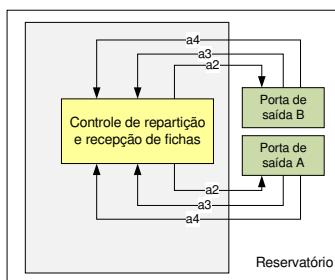 a4
a3
a2
Porta de
saída B
Controle de repartição
e recepção de fichas
Porta de
saída A
a2
a3
a4
Reservatório